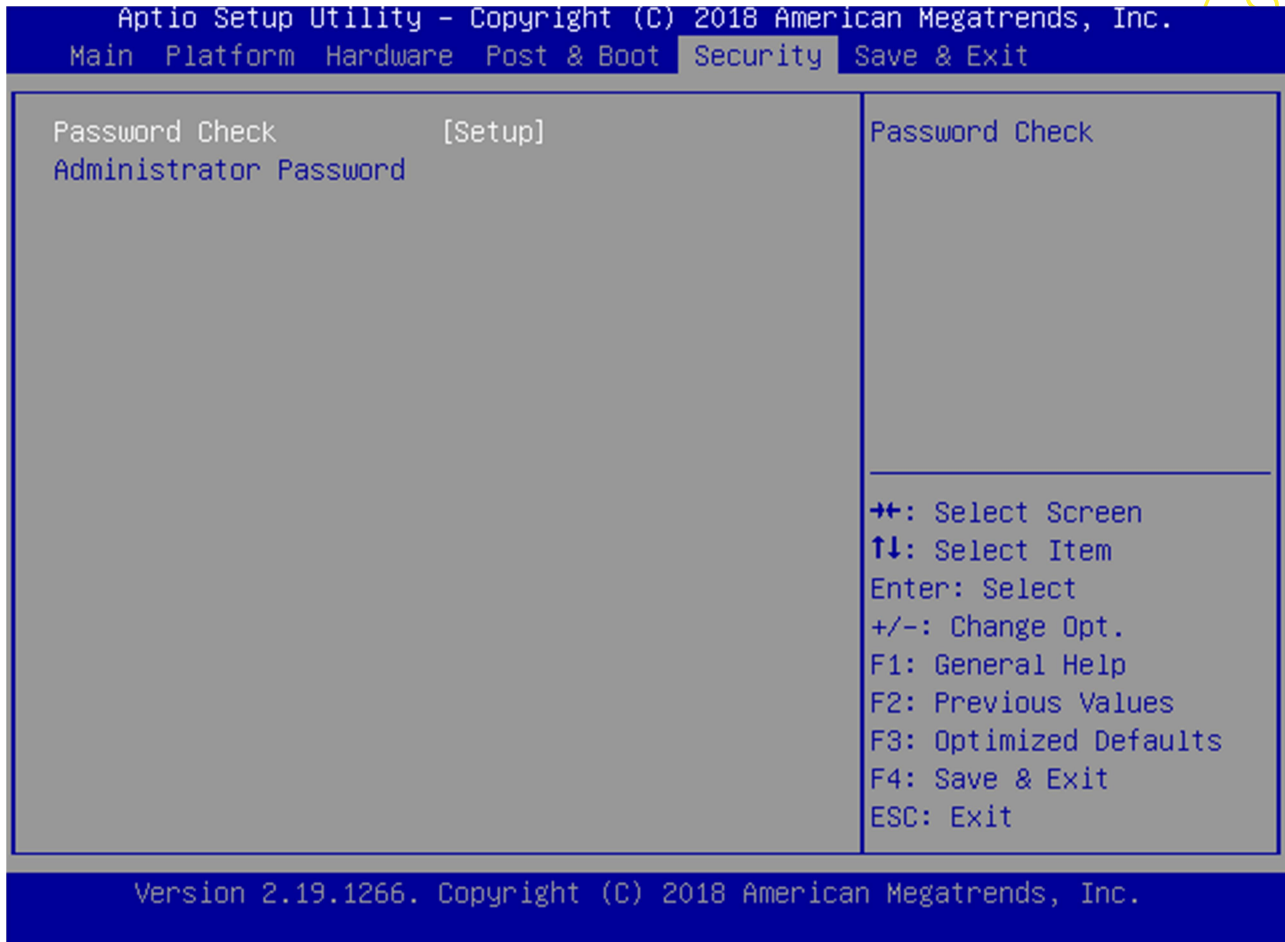 Aptio Setup Utility – Copyright (C) 2018 American Megatrends, Inc.
Main Platform Hardware Post & Boot Security Save & Exit
Password Check [Setup]
Administrator Password
Password Check
→←: Select Screen
↑↓: Select Item
Enter: Select
+/-: Change Opt.
F1: General Help
F2: Previous Values
F3: Optimized Defaults
F4: Save & Exit
ESC: Exit
Version 2.19.1266. Copyright (C) 2018 American Megatrends, Inc.